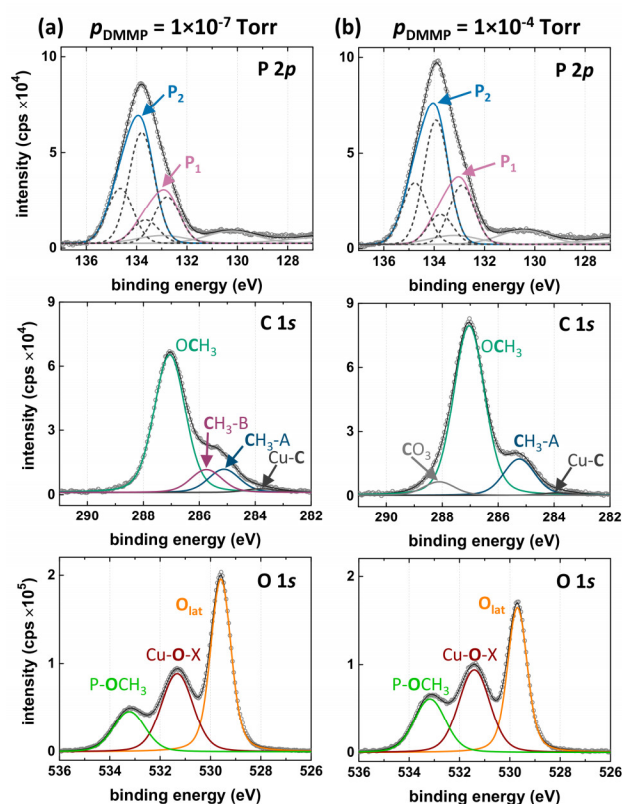 (a) pDMMP = 1×10-7 Torr
(b) pDMMP = 1×10-4 Torr
P 2p
P2
P1
intensity (cps ×10⁴)
10
5
0
136 134 132 130 128
binding energy (eV)
P 2p
P2
P1
10
5
0
136 134 132 130 128
binding energy (eV)
C 1s
OCH3
CH3-B
CH3-A
Cu-C
intensity (cps ×10⁴)
9
6
3
0
290 288 286 284 282
binding energy (eV)
C 1s
OCH3
CO3
CH3-A
Cu-C
9
6
3
0
290 288 286 284 282
binding energy (eV)
O 1s
Olat
Cu-O-X
P-OCH3
intensity (cps ×10⁵)
2
1
0
536 534 532 530 528 526
binding energy (eV)
O 1s
Olat
Cu-O-X
P-OCH3
2
1
0
536 534 532 530 528 526
binding energy (eV)